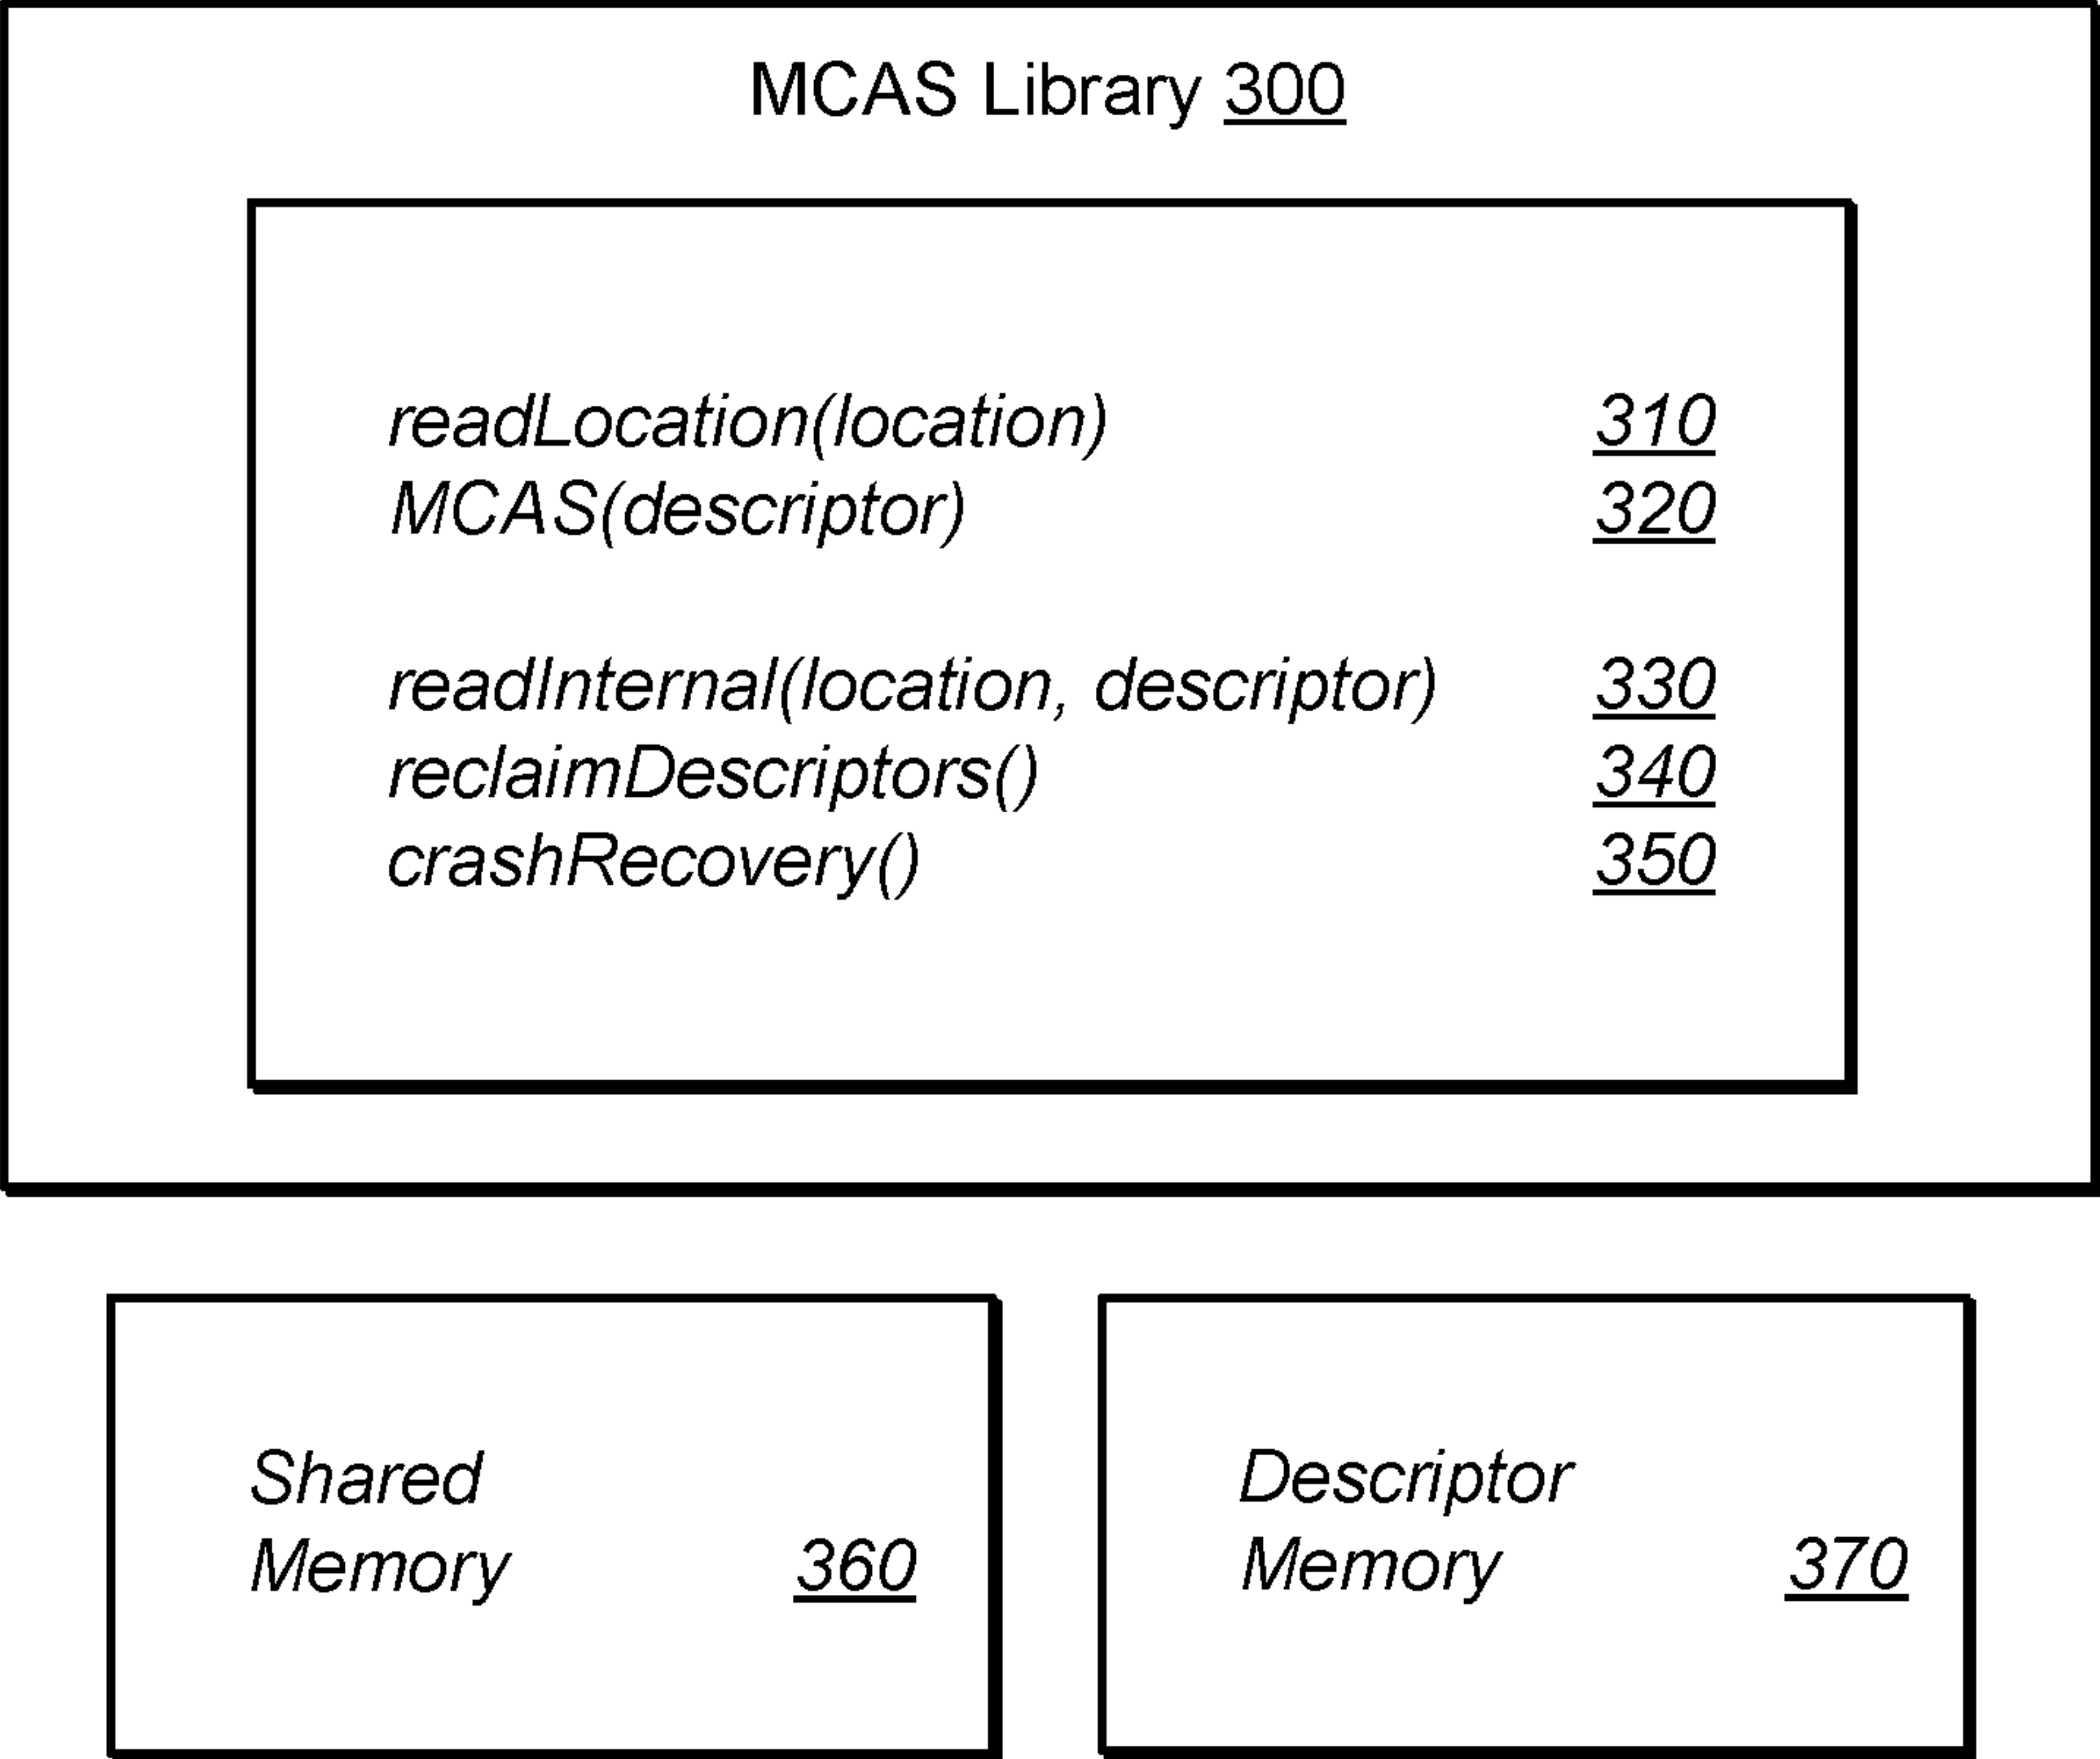 MCAS Library 300
readLocation(location) 310
MCAS(descriptor) 320
readInternal(location, descriptor) 330
reclaimDescriptors() 340
crashRecovery() 350
Shared
Memory 360
Descriptor
Memory 370